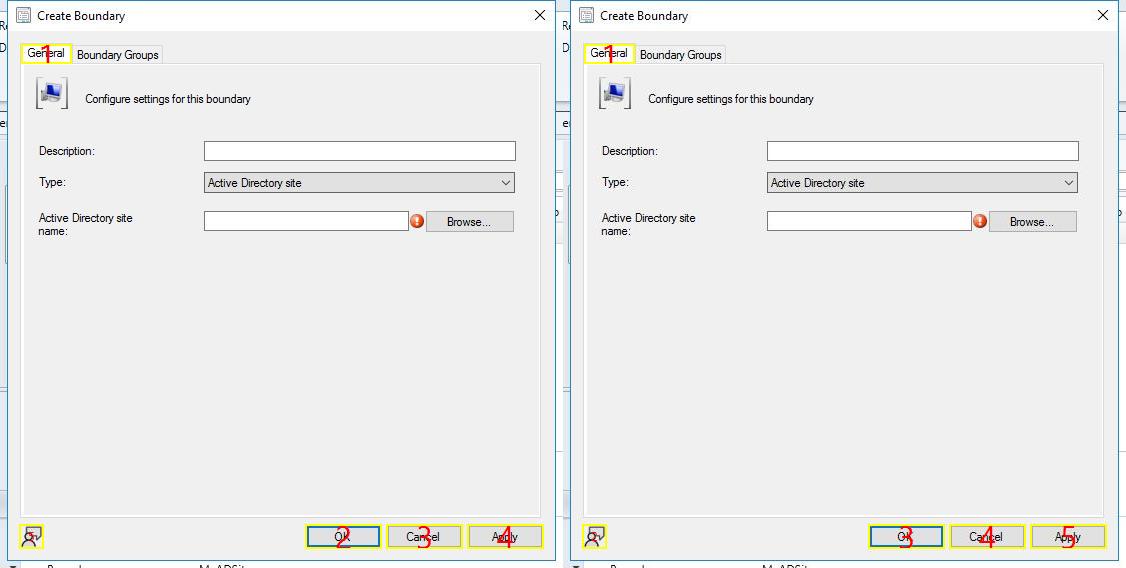 Create Boundary
1
General
Boundary Groups
Configure settings for this boundary
Description:
Type:
Active Directory site
Active Directory site
name:
Browse...
2
OK
3
Cancel
4
Apply
M
ADSit
Create Boundary
1
General
Boundary Groups
Configure settings for this boundary
Description:
Type:
Active Directory site
Active Directory site
name:
Browse...
3
OK
4
Cancel
5
Apply